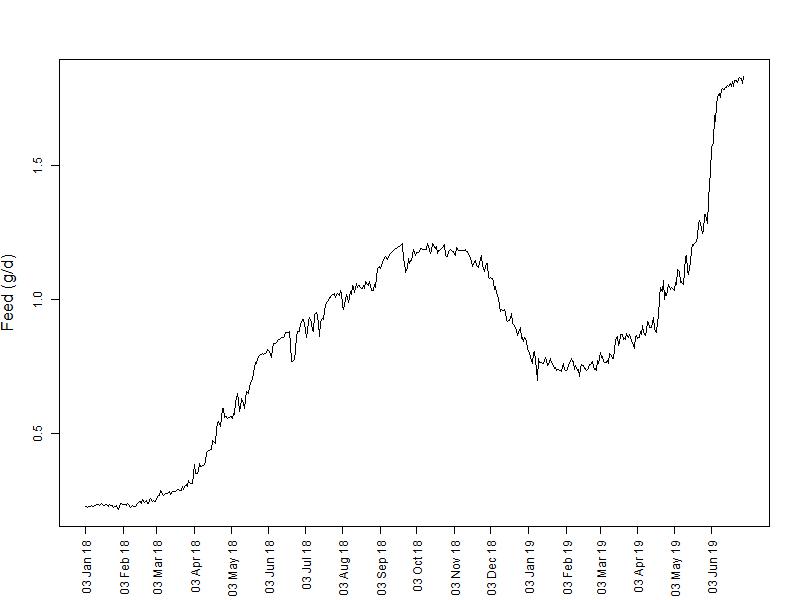 Feed (g/d)
1.5
1.0
0.5
03 Jan 18
03 Feb 18
03 Mar 18
03 Apr 18
03 May 18
03 Jun 18
03 Jul 18
03 Aug 18
03 Sep 18
03 Oct 18
03 Nov 18
03 Dec 18
03 Jan 19
03 Feb 19
03 Mar 19
03 Apr 19
03 May 19
03 Jun 19